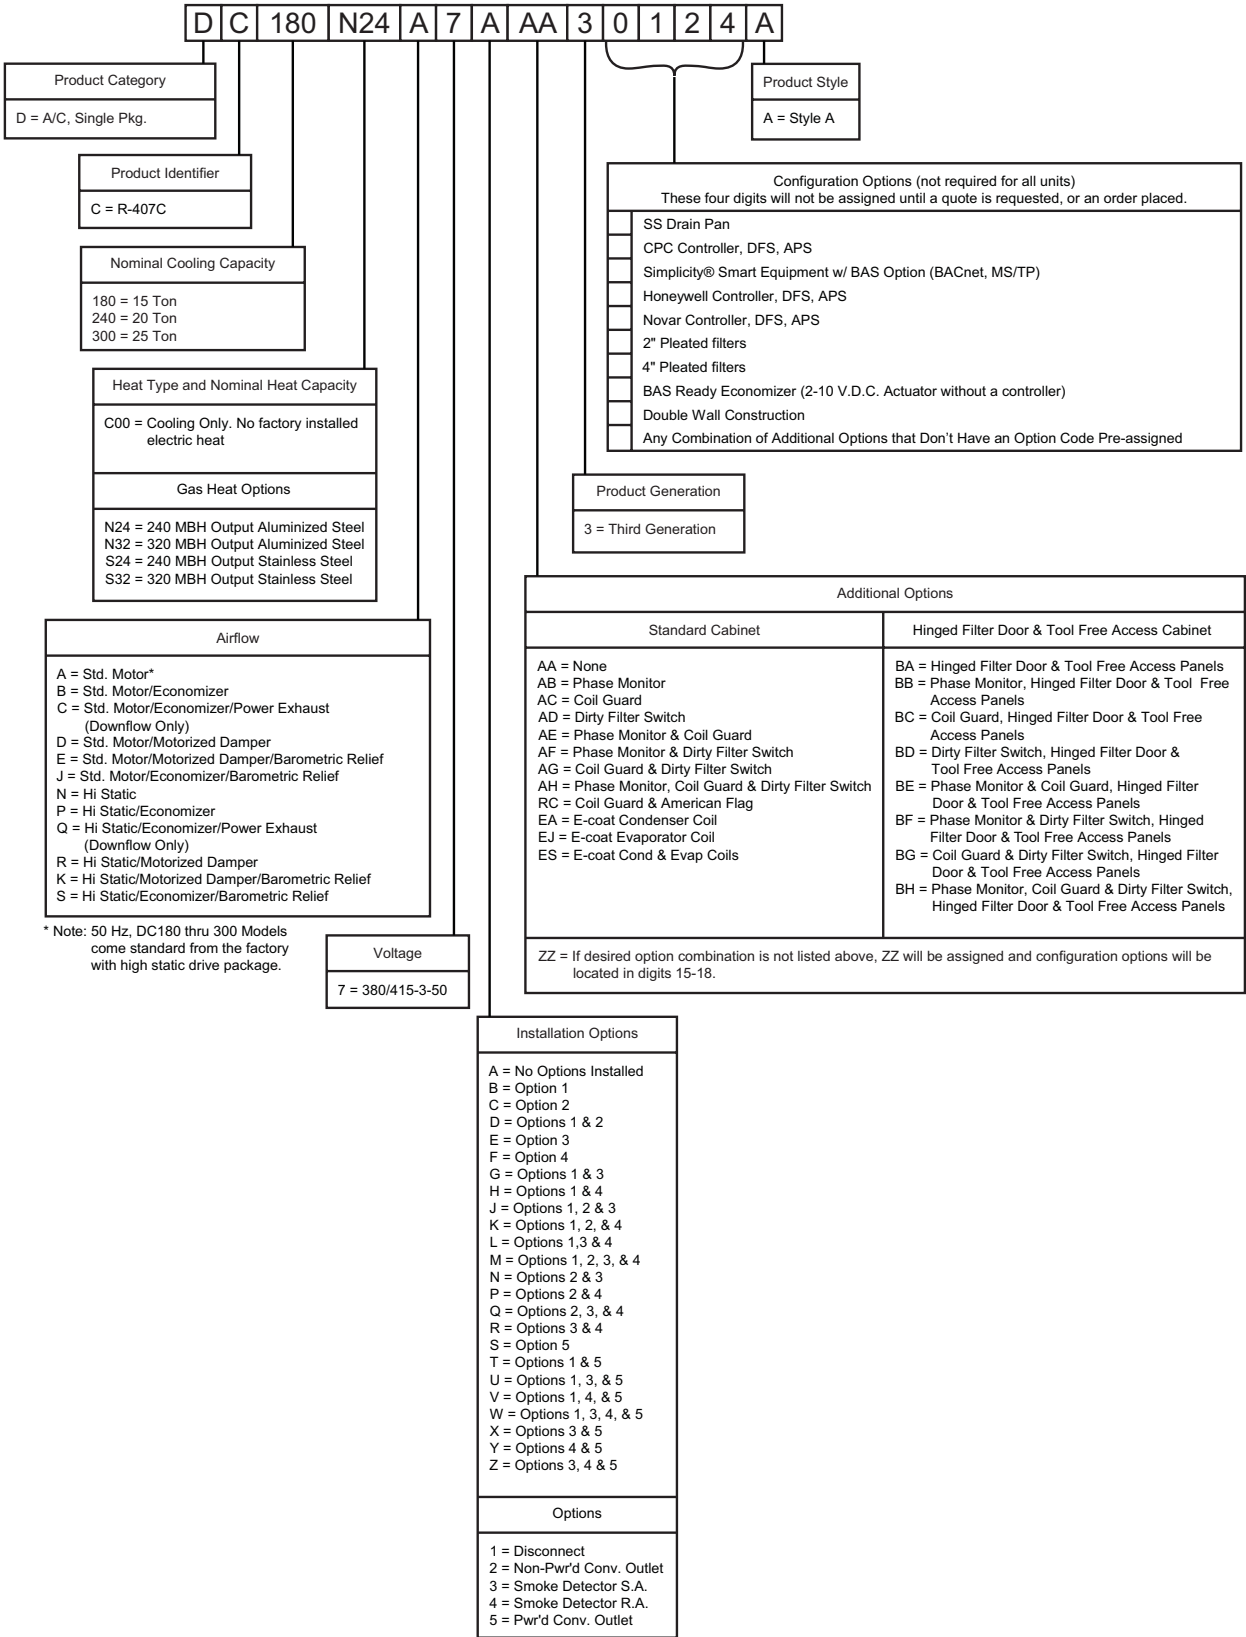 D C 180 N24 A 7 A AA 3 0 1 2 4 A
Product Category
D = A/C, Single Pkg.
Product Identifier
C = R-407C
Nominal Cooling Capacity
180 = 15 Ton
240 = 20 Ton
300 = 25 Ton
Heat Type and Nominal Heat Capacity
C00 = Cooling Only. No factory installed
electric heat
Gas Heat Options
N24 = 240 MBH Output Aluminized Steel
N32 = 320 MBH Output Aluminized Steel
S24 = 240 MBH Output Stainless Steel
S32 = 320 MBH Output Stainless Steel
Airflow
A = Std. Motor*
B = Std. Motor/Economizer
C = Std. Motor/Economizer/Power Exhaust
(Downflow Only)
D = Std. Motor/Motorized Damper
E = Std. Motor/Motorized Damper/Barometric Relief
J = Std. Motor/Economizer/Barometric Relief
N = Hi Static
P = Hi Static/Economizer
Q = Hi Static/Economizer/Power Exhaust
(Downflow Only)
R = Hi Static/Motorized Damper
K = Hi Static/Motorized Damper/Barometric Relief
S = Hi Static/Economizer/Barometric Relief
* Note: 50 Hz, DC180 thru 300 Models
come standard from the factory
with high static drive package.
Voltage
7 = 380/415-3-50
Installation Options
A = No Options Installed
B = Option 1
C = Option 2
D = Options 1 & 2
E = Option 3
F = Option 4
G = Options 1 & 3
H = Options 1 & 4
J = Options 1, 2 & 3
K = Options 1, 2, & 4
L = Options 1,3 & 4
M = Options 1, 2, 3, & 4
N = Options 2 & 3
P = Options 2 & 4
Q = Options 2, 3, & 4
R = Options 3 & 4
S = Option 5
T = Options 1 & 5
U = Options 1, 3, & 5
V = Options 1, 4, & 5
W = Options 1, 3, 4, & 5
X = Options 3 & 5
Y = Options 4 & 5
Z = Options 3, 4 & 5
Options
1 = Disconnect
2 = Non-Pwr'd Conv. Outlet
3 = Smoke Detector S.A.
4 = Smoke Detector R.A.
5 = Pwr'd Conv. Outlet
Additional Options
Standard Cabinet
AA = None
AB = Phase Monitor
AC = Coil Guard
AD = Dirty Filter Switch
AE = Phase Monitor & Coil Guard
AF = Phase Monitor & Dirty Filter Switch
AG = Coil Guard & Dirty Filter Switch
AH = Phase Monitor, Coil Guard & Dirty Filter Switch
RC = Coil Guard & American Flag
EA = E-coat Condenser Coil
EJ = E-coat Evaporator Coil
ES = E-coat Cond & Evap Coils
Hinged Filter Door & Tool Free Access Cabinet
BA = Hinged Filter Door & Tool Free Access Panels
BB = Phase Monitor, Hinged Filter Door & Tool Free
Access Panels
BC = Coil Guard, Hinged Filter Door & Tool Free
Access Panels
BD = Dirty Filter Switch, Hinged Filter Door &
Tool Free Access Panels
BE = Phase Monitor & Coil Guard, Hinged Filter
Door & Tool Free Access Panels
BF = Phase Monitor & Dirty Filter Switch, Hinged
Filter Door & Tool Free Access Panels
BG = Coil Guard & Dirty Filter Switch, Hinged Filter
Door & Tool Free Access Panels
BH = Phase Monitor, Coil Guard & Dirty Filter Switch,
Hinged Filter Door & Tool Free Access Panels
ZZ = If desired option combination is not listed above, ZZ will be assigned and configuration options will be
located in digits 15-18.
Product Generation
3 = Third Generation
Configuration Options (not required for all units)
These four digits will not be assigned until a quote is requested, or an order placed.
SS Drain Pan
CPC Controller, DFS, APS
Simplicity® Smart Equipment w/ BAS Option (BACnet, MS/TP)
Honeywell Controller, DFS, APS
Novar Controller, DFS, APS
2" Pleated filters
4" Pleated filters
BAS Ready Economizer (2-10 V.D.C. Actuator without a controller)
Double Wall Construction
Any Combination of Additional Options that Don't Have an Option Code Pre-assigned
Product Style
A = Style A